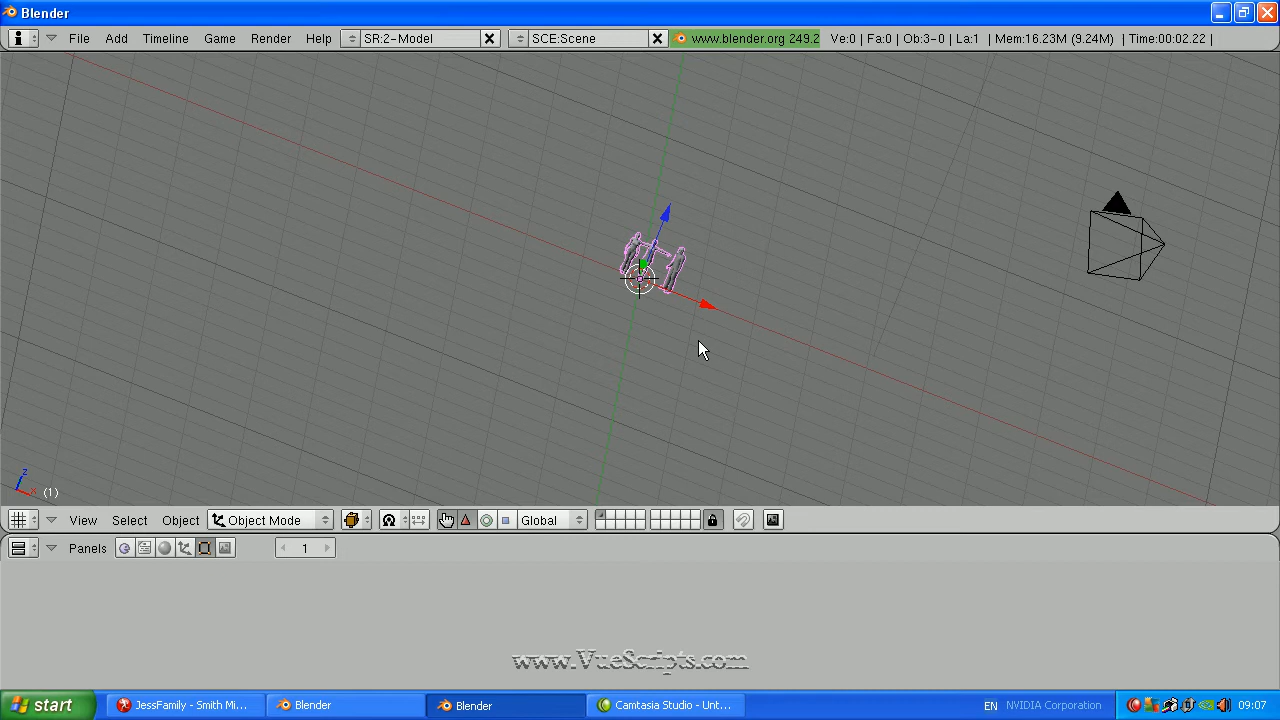 Blender
File Add Timeline Game Render Help SR:2-Model SCE:Scene www.blender.org 249.2 Ve:0 | Fa:0 | Ob:3-0 | La:1 | Mem:16.23M (9.24M) | Time:00:02.22 |
z
x (1)
View Select Object Object Mode Global
Panels 1
www.VueScripts.com
start JessFamily - Smith Mi... Blender Blender Camtasia Studio - Unt... EN NVIDIA Corporation 09:07